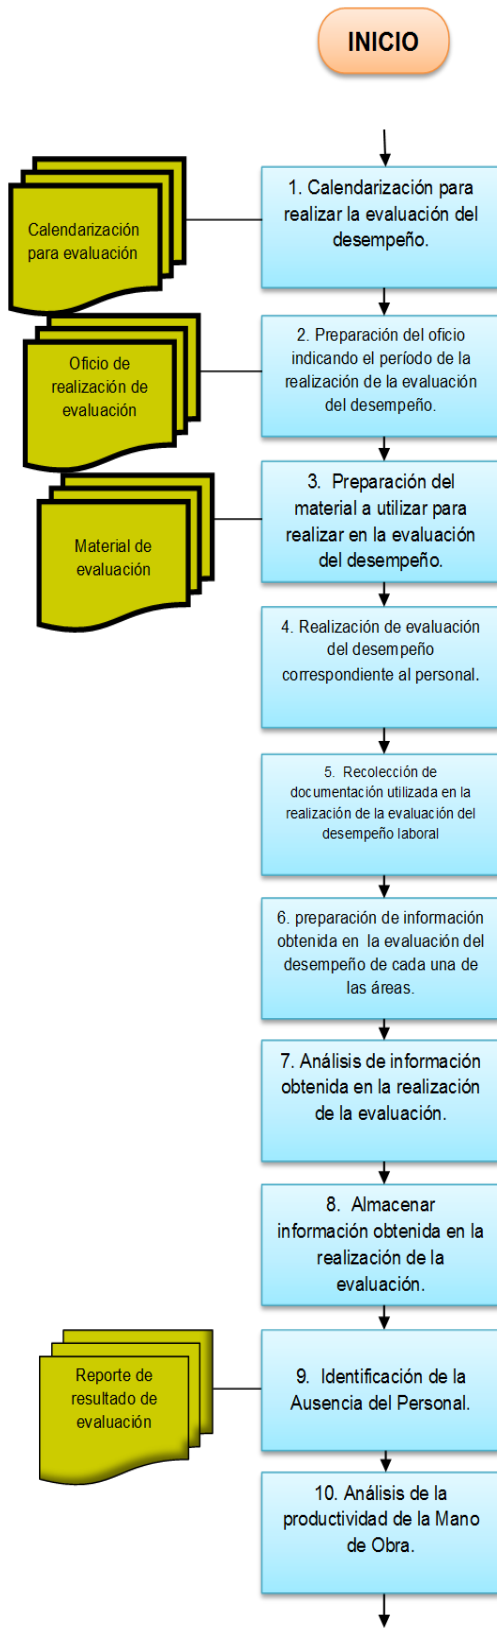 INICIO
Calendarización
para evaluación
1. Calendarización para
realizar la evaluación del
desempeño.
Oficio de
realización de
evaluación
2. Preparación del oficio
indicando el período de la
realización de la evaluación
del desempeño.
Material de
evaluación
3. Preparación del
material a utilizar para
realizar en la evaluación
del desempeño.
4. Realización de evaluación
del desempeño
correspondiente al personal.
5. Recolección de
documentación utilizada en la
realización de la evaluación del
desempeño laboral
6. preparación de información
obtenida en la evaluación del
desempeño de cada una de
las áreas.
7. Análisis de información
obtenida en la realización
de la evaluación.
8. Almacenar
información obtenida en la
realización de la
evaluación.
Reporte de
resultado de
evaluación
9. Identificación de la
Ausencia del Personal.
10. Análisis de la
productividad de la Mano
de Obra.